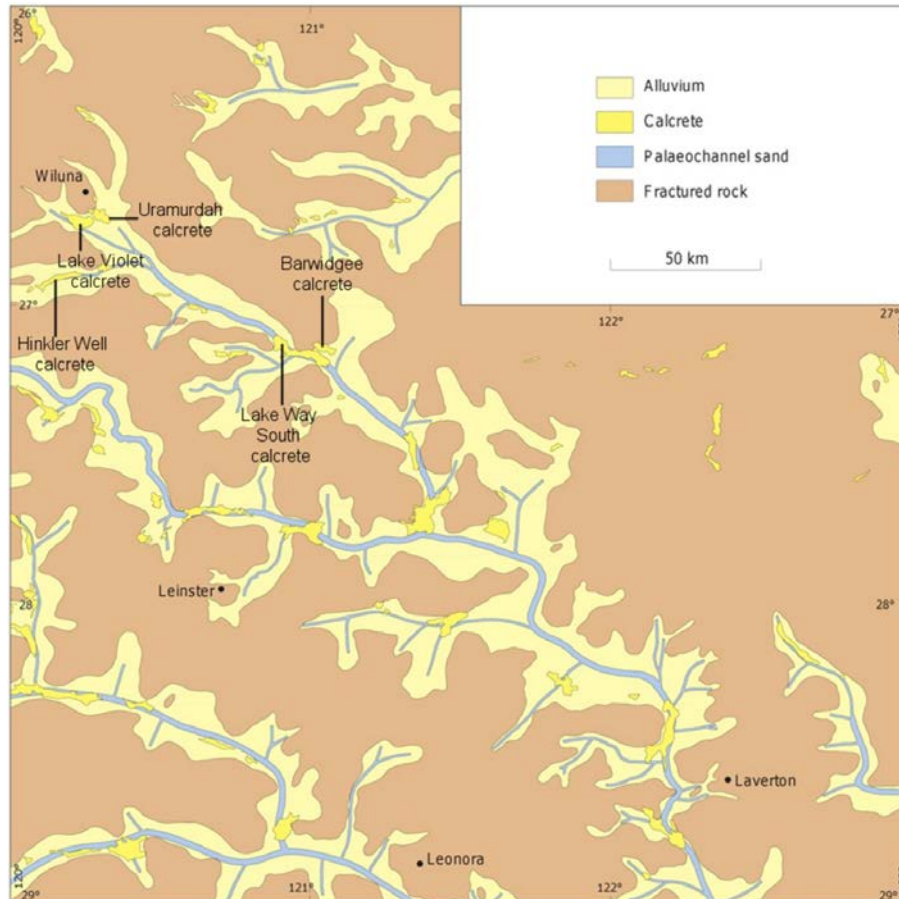 26°
120°
121°
Alluvium
Calcrete
Palaeochannel sand
Fractured rock
50 km
Wiluna
Uramurdah
calcrete
Lake Violet
calcrete
Barwidgee
calcrete
27°
122°
27°
Hinkler Well
calcrete
Lake Way
South
calcrete
Leinster
28
28°
Laverton
Leonora
120°
29°
121°
122°
29°